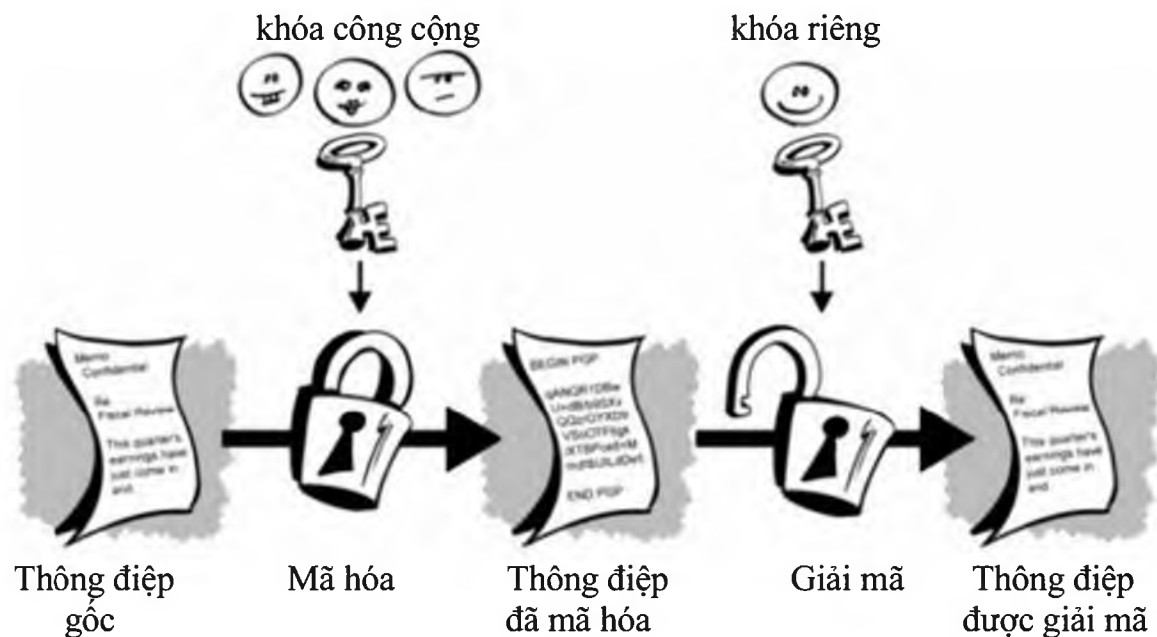 khóa công cộng
khóa riêng
Memo
Confidential
Re:
Fiscal Review
This quarter's
earnings have
just come in
and
BEGIN PGP
END PGP
Memo
Confidential
Re:
Fiscal Review
This quarter's
earnings have
just come in
and
Thông điệp
gốc
Mã hóa
Thông điệp
đã mã hóa
Giải mã
Thông điệp
được giải mã